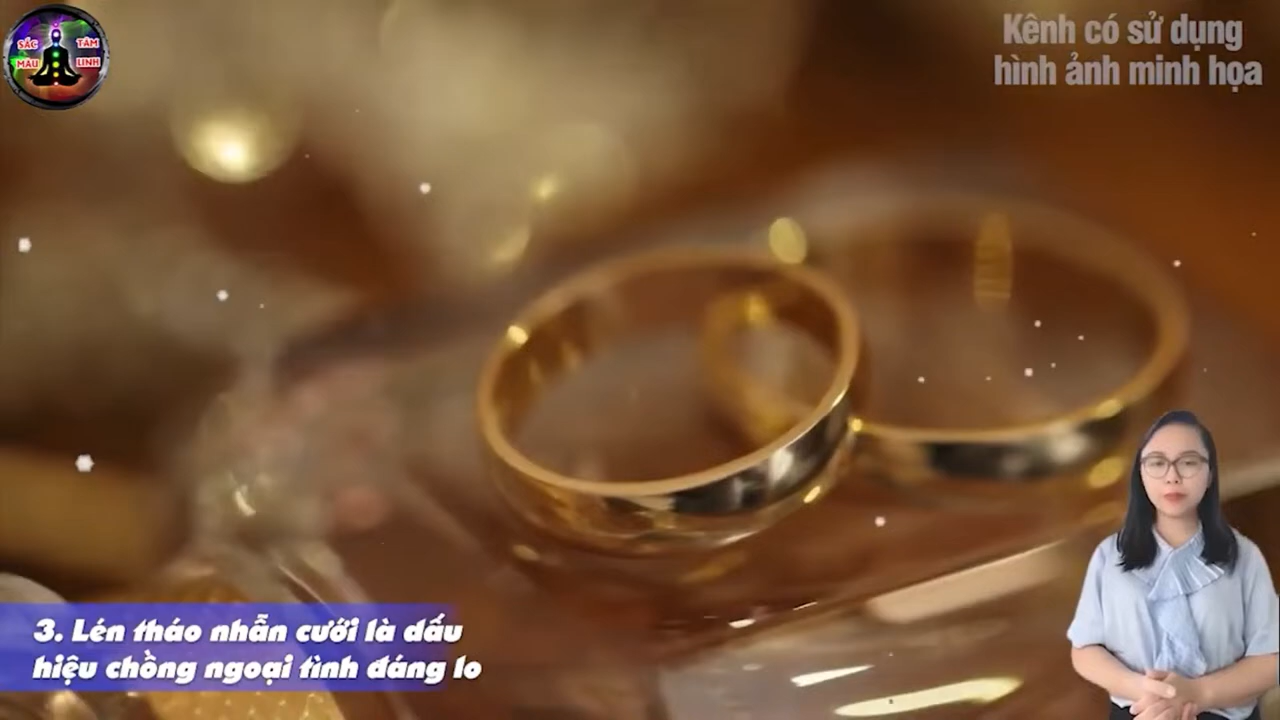 SẮC TÂM
MÀU LINH
Kênh có sử dụng
hình ảnh minh họa
3. Lén tháo nhẫn cưới là dấu
hiệu chồng ngoại tình đáng lo